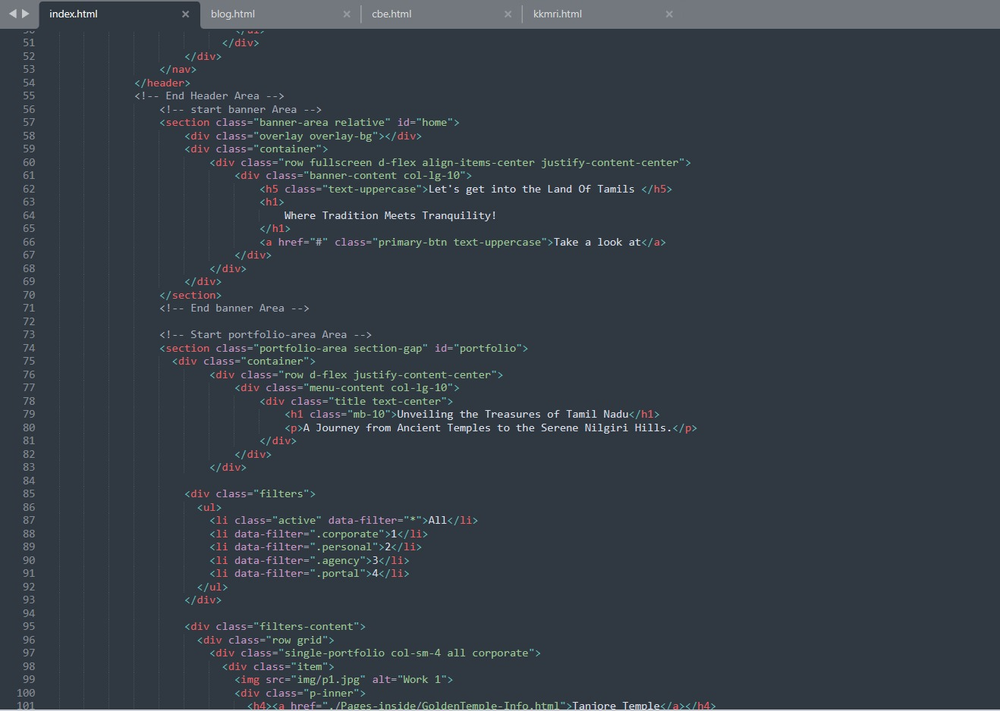 index.html × blog.html × cbe.html × kkmri.html ×
50 </ul>
51 </div>
52 </div>
53 </nav>
54 </header>
55 <!-- End Header Area -->
56 <!-- start banner Area -->
57 <section class="banner-area relative" id="home">
58 <div class="overlay overlay-bg"></div>
59 <div class="container">
60 <div class="row fullscreen d-flex align-items-center justify-content-center">
61 <div class="banner-content col-lg-10">
62 <h5 class="text-uppercase">Let's get into the Land Of Tamils </h5>
63 <h1>
64 Where Tradition Meets Tranquility!
65 </h1>
66 <a href="#" class="primary-btn text-uppercase">Take a look at</a>
67 </div>
68 </div>
69 </div>
70 </section>
71 <!-- End banner Area -->
72
73 <!-- Start portfolio-area Area -->
74 <section class="portfolio-area section-gap" id="portfolio">
75 <div class="container">
76 <div class="row d-flex justify-content-center">
77 <div class="menu-content col-lg-10">
78 <div class="title text-center">
79 <h1 class="mb-10">Unveiling the Treasures of Tamil Nadu</h1>
80 <p>A Journey from Ancient Temples to the Serene Nilgiri Hills.</p>
81 </div>
82 </div>
83 </div>
84
85 <div class="filters">
86 <ul>
87 <li class="active" data-filter="*">All</li>
88 <li data-filter=".corporate">1</li>
89 <li data-filter=".personal">2</li>
90 <li data-filter=".agency">3</li>
91 <li data-filter=".portal">4</li>
92 </ul>
93 </div>
94
95 <div class="filters-content">
96 <div class="row grid">
97 <div class="single-portfolio col-sm-4 all corporate">
98 <div class="item">
99 <img src="img/p1.jpg" alt="Work 1">
100 <div class="p-inner">
101 <h4><a href="./Pages-inside/GoldenTemple-Info.html">Tanjore Temple</a></h4>